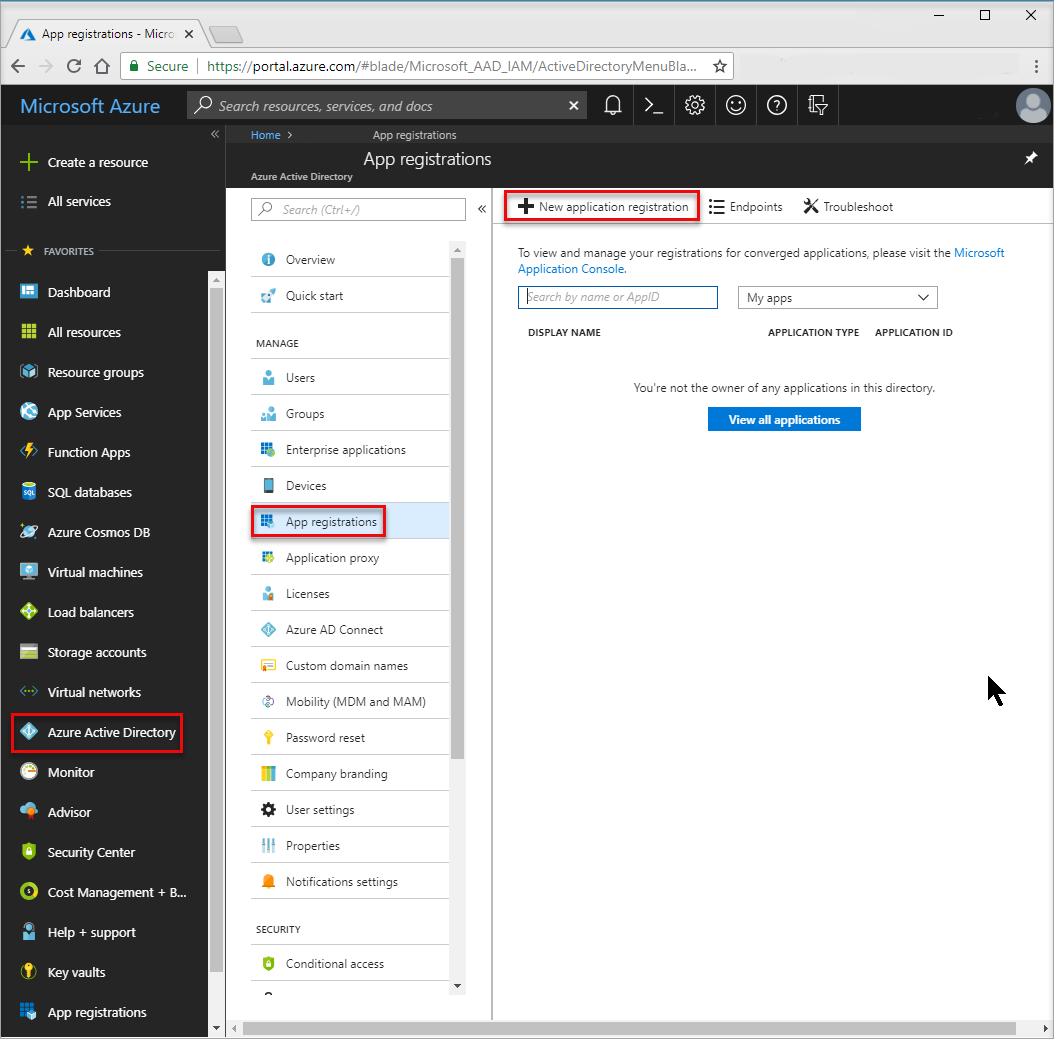 App registrations - Micro
Secure
https://portal.azure.com/#blade/Microsoft_AAD_IAM/ActiveDirectoryMenuBla...
Microsoft Azure
Search resources, services, and docs
Create a resource
All services
FAVORITES
Dashboard
All resources
Resource groups
App Services
Function Apps
SQL databases
Azure Cosmos DB
Virtual machines
Load balancers
Storage accounts
Virtual networks
Azure Active Directory
Monitor
Advisor
Security Center
Cost Management + B...
Help + support
Key vaults
App registrations
Home > App registrations
App registrations
Azure Active Directory
Search (Ctrl+/)
Overview
Quick start
MANAGE
Users
Groups
Enterprise applications
Devices
App registrations
Application proxy
Licenses
Azure AD Connect
Custom domain names
Mobility (MDM and MAM)
Password reset
Company branding
User settings
Properties
Notifications settings
SECURITY
Conditional access
New application registration
Endpoints
Troubleshoot
To view and manage your registrations for converged applications, please visit the Microsoft
Application Console.
Search by name or AppID
My apps
DISPLAY NAME
APPLICATION TYPE
APPLICATION ID
You're not the owner of any applications in this directory.
View all applications